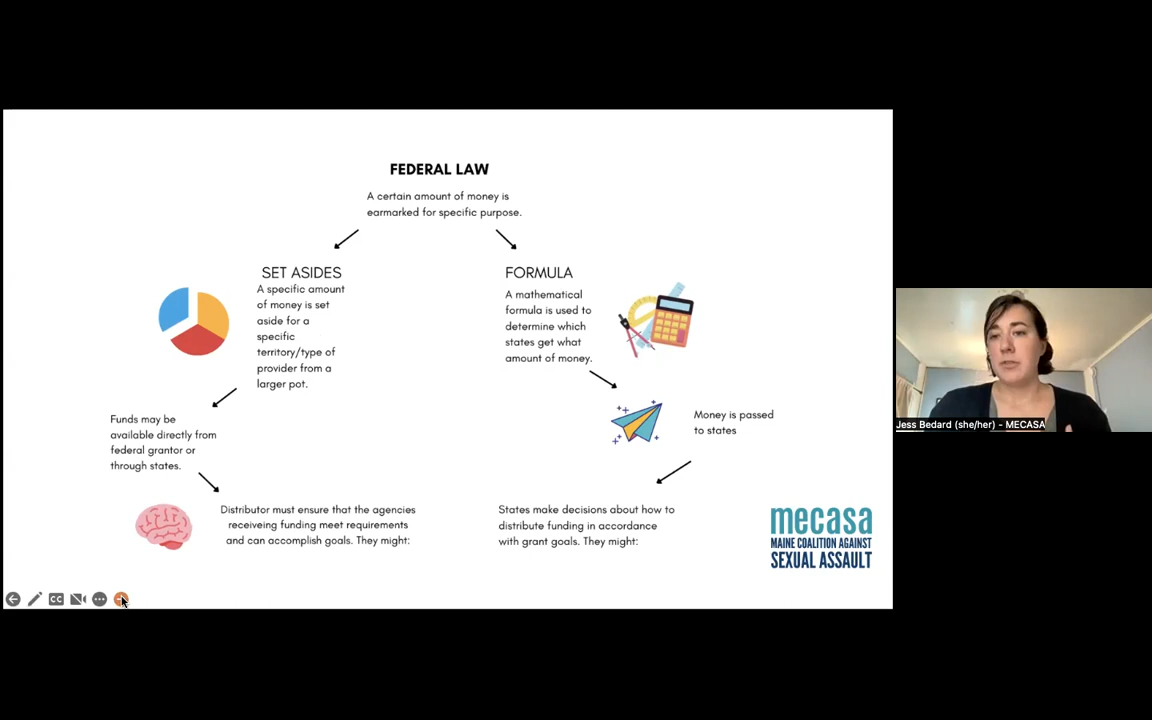 FEDERAL LAW
A certain amount of money is
earmarked for specific purpose.
SET ASIDES
A specific amount
of money is set
aside for a
specific
territory/type of
provider from a
larger pot.
Funds may be
available directly from
federal grantor or
through states.
Distributor must ensure that the agencies
receiveing funding meet requirements
and can accomplish goals. They might:
FORMULA
A mathematical
formula is used to
determine which
states get what
amount of money.
Money is passed
to states
States make decisions about how to
distribute funding in accordance
with grant goals. They might:
mecasa
MAINE COALITION AGAINST
SEXUAL ASSAULT
CC
Jess Bedard (she/her) - MECASA